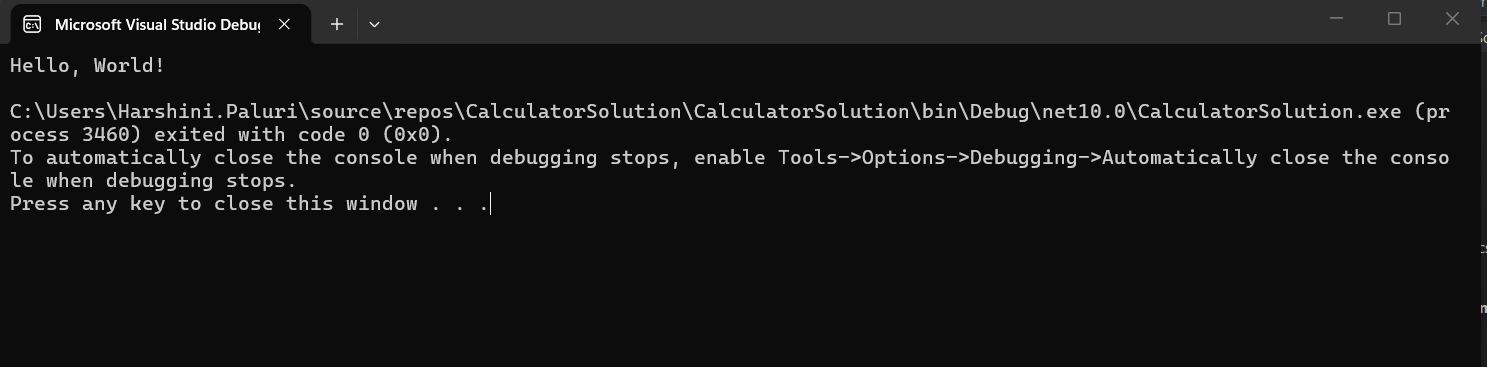 Microsoft Visual Studio Debug
Hello, World!
C:\Users\Harshini.Paluri\source\repos\CalculatorSolution\CalculatorSolution\bin\Debug\net10.0\CalculatorSolution.exe (pr
ocess 3460) exited with code 0 (0x0).
To automatically close the console when debugging stops, enable Tools->Options->Debugging->Automatically close the conso
le when debugging stops.
Press any key to close this window . . .